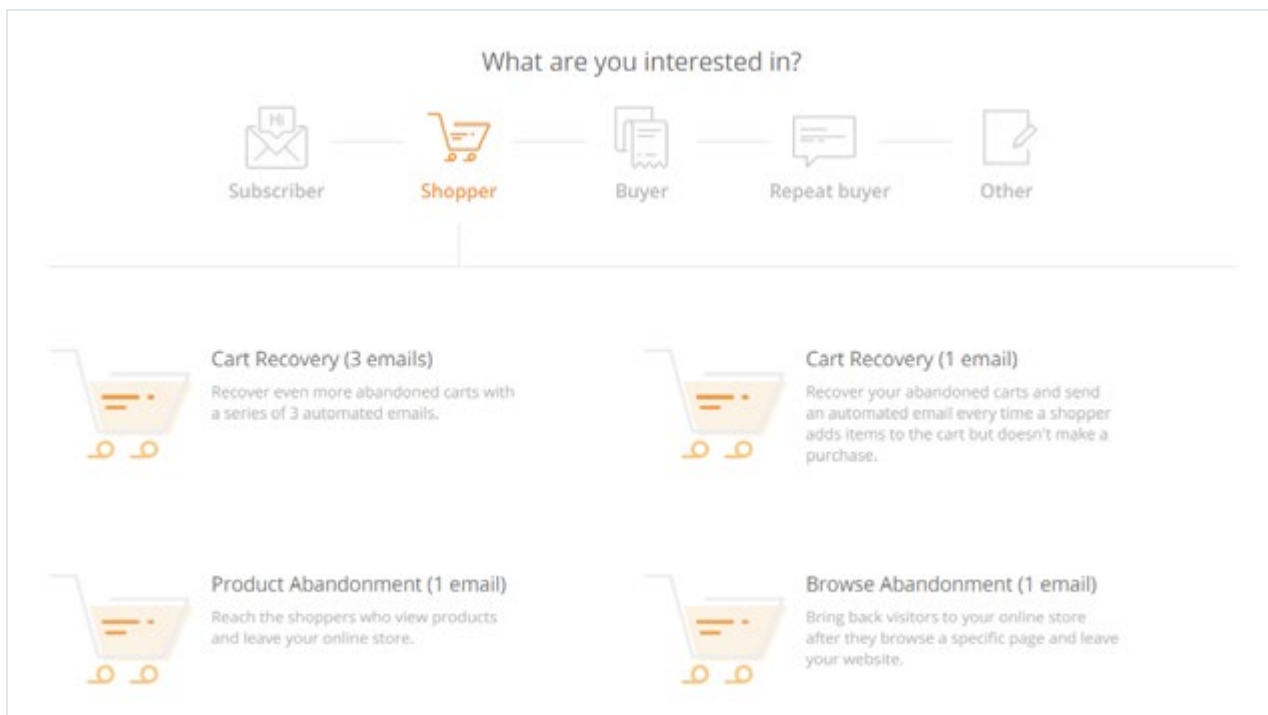 What are you interested in?
Hi
Subscriber
Shopper
Buyer
Repeat buyer
Other
Cart Recovery (3 emails)
Recover even more abandoned carts with
a series of 3 automated emails.
Cart Recovery (1 email)
Recover your abandoned carts and send
an automated email every time a shopper
adds items to the cart but doesn't make a
purchase.
Product Abandonment (1 email)
Reach the shoppers who view products
and leave your online store.
Browse Abandonment (1 email)
Bring back visitors to your online store
after they browse a specific page and leave
your website.